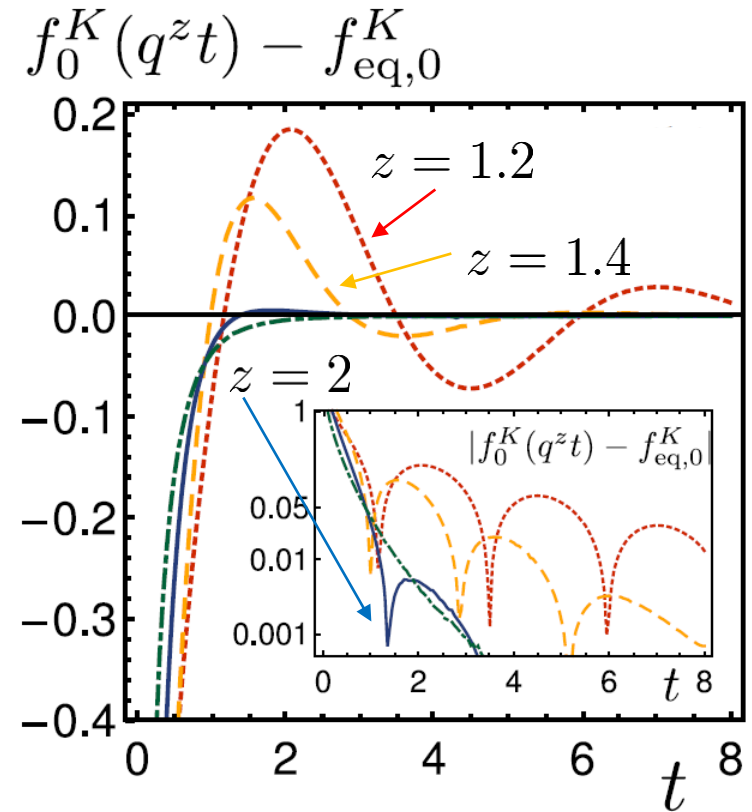 f_0^K(q^z t) − f_{eq,0}^K
0.2
z = 1.2
0.1
z = 1.4
0.0
z = 2
−0.1
1
|f_0^K(q^z t) − f_{eq,0}^K|
0.05
−0.2
0.01
−0.3
0.001
0 2 4 6 t 8
−0.4
0 2 4 6 8
t